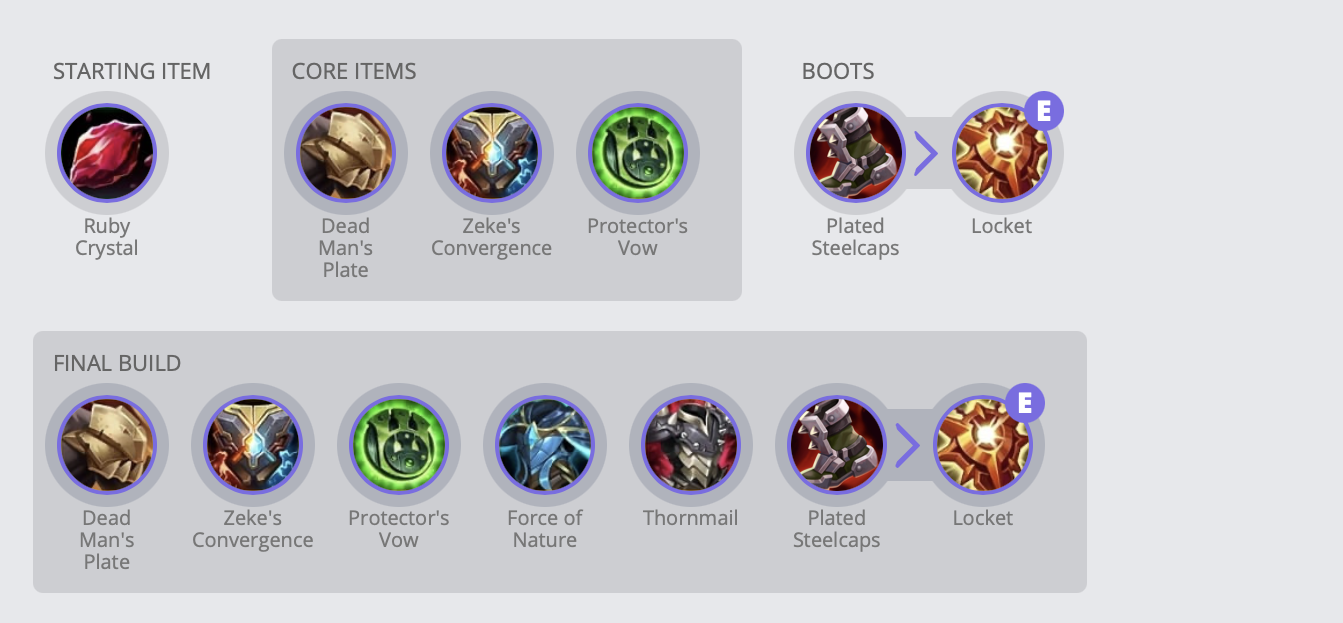 STARTING ITEM
Ruby
Crystal
CORE ITEMS
Dead
Man's
Plate
Zeke's
Convergence
Protector's
Vow
BOOTS
Plated
Steelcaps
E
Locket
FINAL BUILD
Dead
Man's
Plate
Zeke's
Convergence
Protector's
Vow
Force of
Nature
Thornmail
Plated
Steelcaps
E
Locket